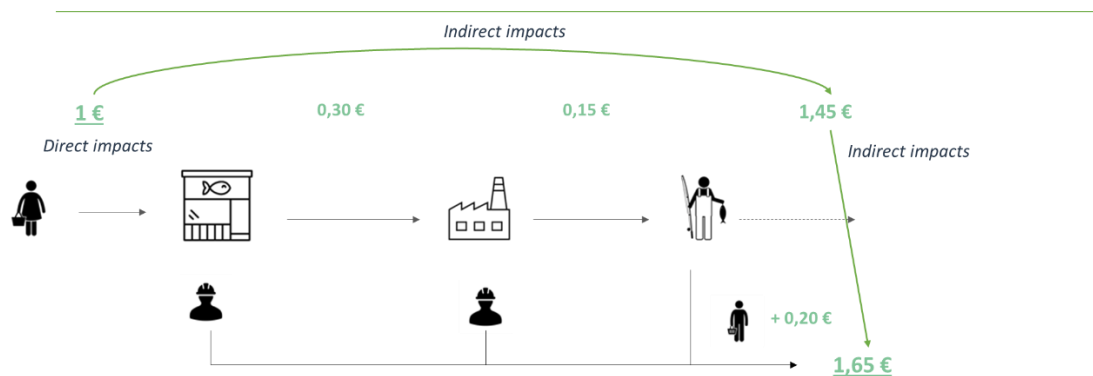 Indirect impacts
1 €
0,30 €
0,15 €
1,45 €
Direct impacts
Indirect impacts
+ 0,20 €
1,65 €